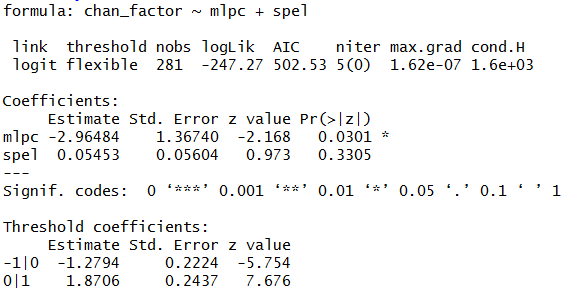 formula: chan_factor ~ mlpc + spel
link threshold nobs logLik AIC niter max.grad cond.H
logit flexible 281 -247.27 502.53 5(0) 1.62e-07 1.6e+03
Coefficients:
Estimate Std. Error z value Pr(>|z|)
mlpc -2.96484 1.36740 -2.168 0.0301 *
spel 0.05453 0.05604 0.973 0.3305
---
Signif. codes: 0 ‘***’ 0.001 ‘**’ 0.01 ‘*’ 0.05 ‘.’ 0.1 ‘ ’ 1
Threshold coefficients:
Estimate Std. Error z value
-1|0 -1.2794 0.2224 -5.754
0|1 1.8706 0.2437 7.676